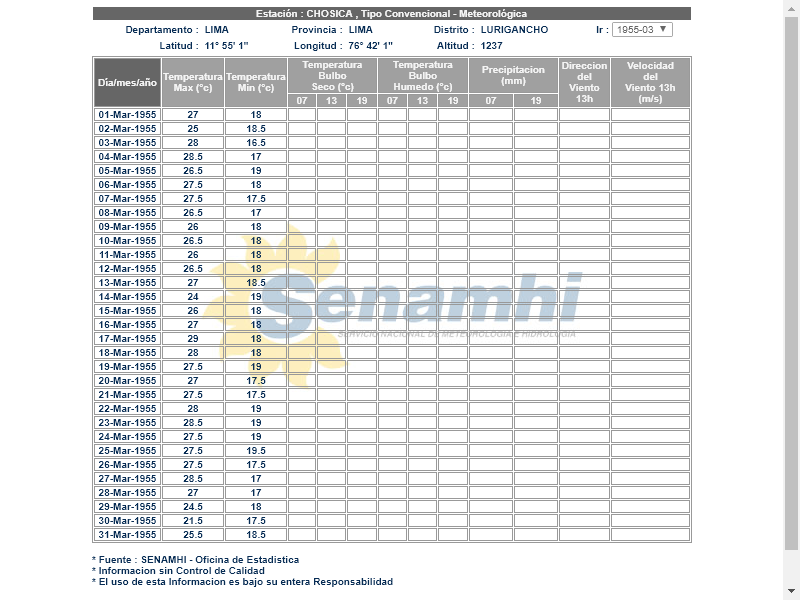 Estación : CHOSICA , Tipo Convencional - Meteorológica
Departamento : LIMA Provincia : LIMA Distrito : LURIGANCHO Ir : 1955-03
Latitud : 11° 55' 1" Longitud : 76° 42' 1" Altitud : 1237
Dia/mes/año Temperatura Max (°c) Temperatura Min (°c) Temperatura Bulbo Seco (°c) Temperatura Bulbo Humedo (°c) Precipitacion (mm) Direccion del Viento 13h Velocidad del Viento 13h (m/s)
07 13 19 07 13 19 07 19
01-Mar-1955 27 18
02-Mar-1955 25 18.5
03-Mar-1955 28 16.5
04-Mar-1955 28.5 17
05-Mar-1955 26.5 19
06-Mar-1955 27.5 18
07-Mar-1955 27.5 17.5
08-Mar-1955 26.5 17
09-Mar-1955 26 18
10-Mar-1955 26.5 18
11-Mar-1955 26 18
12-Mar-1955 26.5 18
13-Mar-1955 27 18.5
14-Mar-1955 24 19
15-Mar-1955 26 18
16-Mar-1955 27 18
17-Mar-1955 29 18
18-Mar-1955 28 18
19-Mar-1955 27.5 19
20-Mar-1955 27 17.5
21-Mar-1955 27.5 17.5
22-Mar-1955 28 19
23-Mar-1955 28.5 19
24-Mar-1955 27.5 19
25-Mar-1955 27.5 19.5
26-Mar-1955 27.5 17.5
27-Mar-1955 28.5 17
28-Mar-1955 27 17
29-Mar-1955 24.5 18
30-Mar-1955 21.5 17.5
31-Mar-1955 25.5 18.5
Senamhi
SERVICIO NACIONAL DE METEOROLOGIA E HIDROLOGIA
* Fuente : SENAMHI - Oficina de Estadistica
* Informacion sin Control de Calidad
* El uso de esta Informacion es bajo su entera Responsabilidad